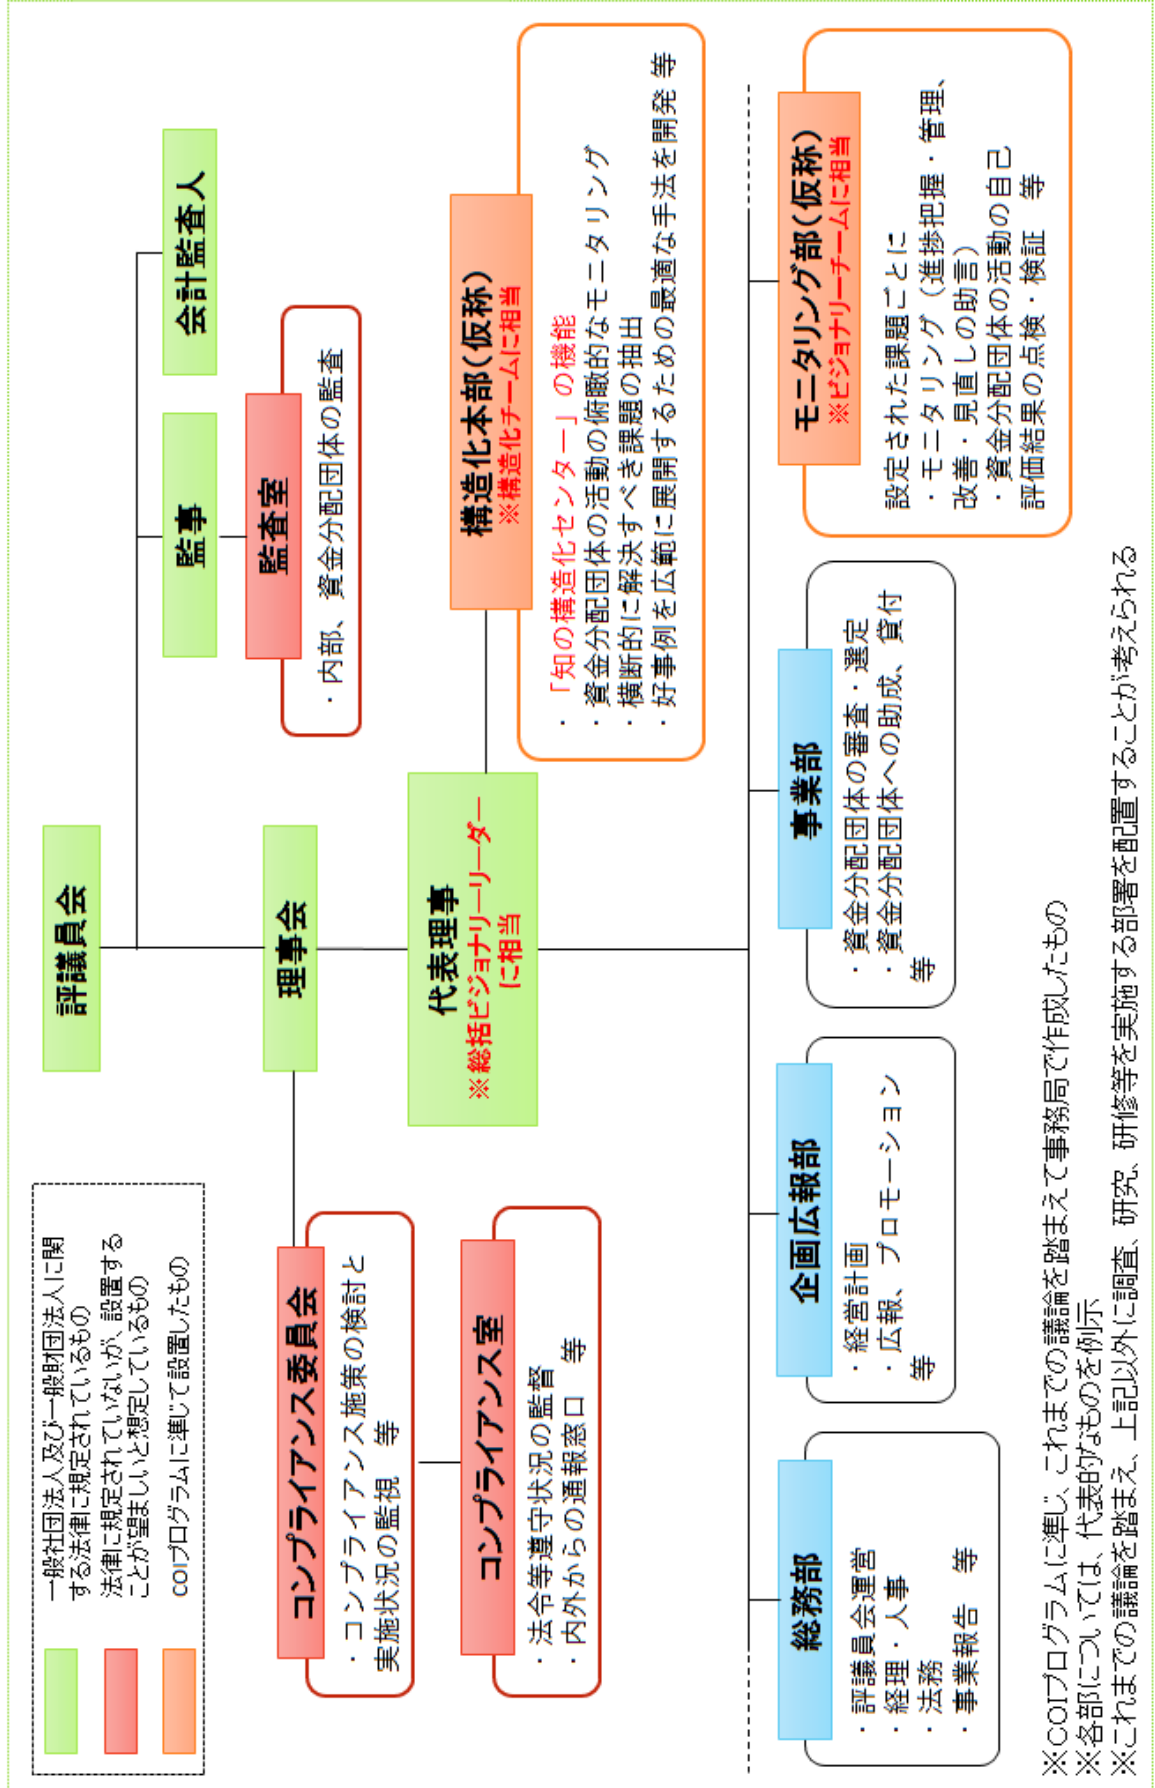 一般社団法人及び一般財団法人に関
する法律に規定されているもの
法律に規定されていないが、設置する
ことが望ましいと想定しているもの
COIプログラムに準じて設置したもの
評議員会
監事
会計監査人
監査室
・内部、資金分配団体の監査
理事会
コンプライアンス委員会
・コンプライアンス施策の検討と
実施状況の監視　等
コンプライアンス室
・法令等遵守状況の監督
・内外からの通報窓口　等
代表理事
※総括ビジョナリーリーダー
に相当
構造化本部(仮称)
※構造化チームに相当
・「知の構造化センター」の機能
・資金分配団体の活動の俯瞰的なモニタリング
・横断的に解決すべき課題の抽出
・好事例を広範に展開するための最適な手法を開発 等
総務部
・評議員会運営
・経理・人事
・法務
・事業報告　等
企画広報部
・経営計画
・広報、プロモーション
等
事業部
・資金分配団体の審査・選定
・資金分配団体への助成、貸付
等
モニタリング部(仮称)
※ビジョナリーチームに相当
設定された課題ごとに
・モニタリング（進捗把握・管理、
改善・見直しの助言）
・資金分配団体の活動の自己
評価結果の点検・検証　等
※COIプログラムに準じ、これまでの議論を踏まえて事務局で作成したもの
※各部については、代表的なものを例示
※これまでの議論を踏まえ、上記以外に調査、研究、研修等を実施する部署を配置することが考えられる